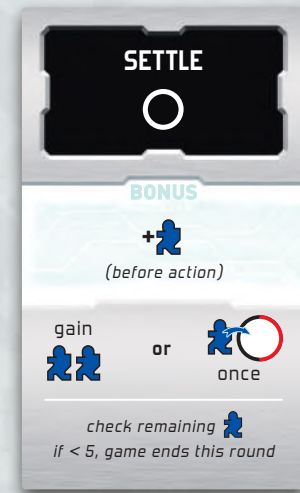 SETTLE
BONUS
+
(before action)
gain or once
check remaining
if < 5, game ends this round